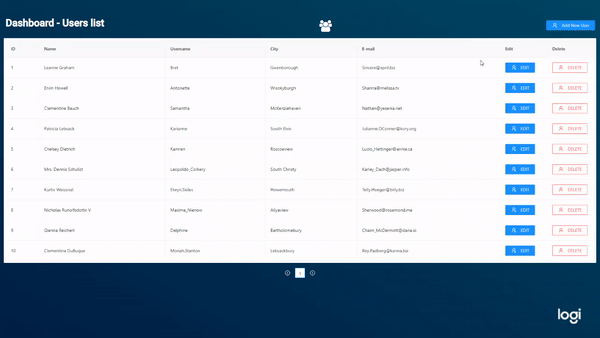 Dashboard - Users list
Add New User
ID Name Username City E-mail Edit Delete
1 Leanne Graham Bret Gwenborough Sincere@april.biz EDIT DELETE
2 Ervin Howell Antonette Wisokyburgh Shanna@melissa.tv EDIT DELETE
3 Clementine Bauch Samantha McKenziehaven Nathan@yesenia.net EDIT DELETE
4 Patricia Lebsack Karianne South Elvis Julianne.OConner@kory.org EDIT DELETE
5 Chelsey Dietrich Kamren Roscoeview Lucio_Hettinger@annie.ca EDIT DELETE
6 Mrs. Dennis Schulist Leopoldo_Corkery South Christy Karley_Dach@jasper.info EDIT DELETE
7 Kurtis Weissnat Elwyn.Skiles Howemouth Telly.Hoeger@billy.biz EDIT DELETE
8 Nicholas Runolfsdottir V Maxime_Nienow Aliyaview Sherwood@rosamond.me EDIT DELETE
9 Glenna Reichert Delphine Bartholomebury Chaim_McDermott@dana.io EDIT DELETE
10 Clementina DuBuque Moriah.Stanton Lebsackbury Rey.Padberg@karina.biz EDIT DELETE
1
logi